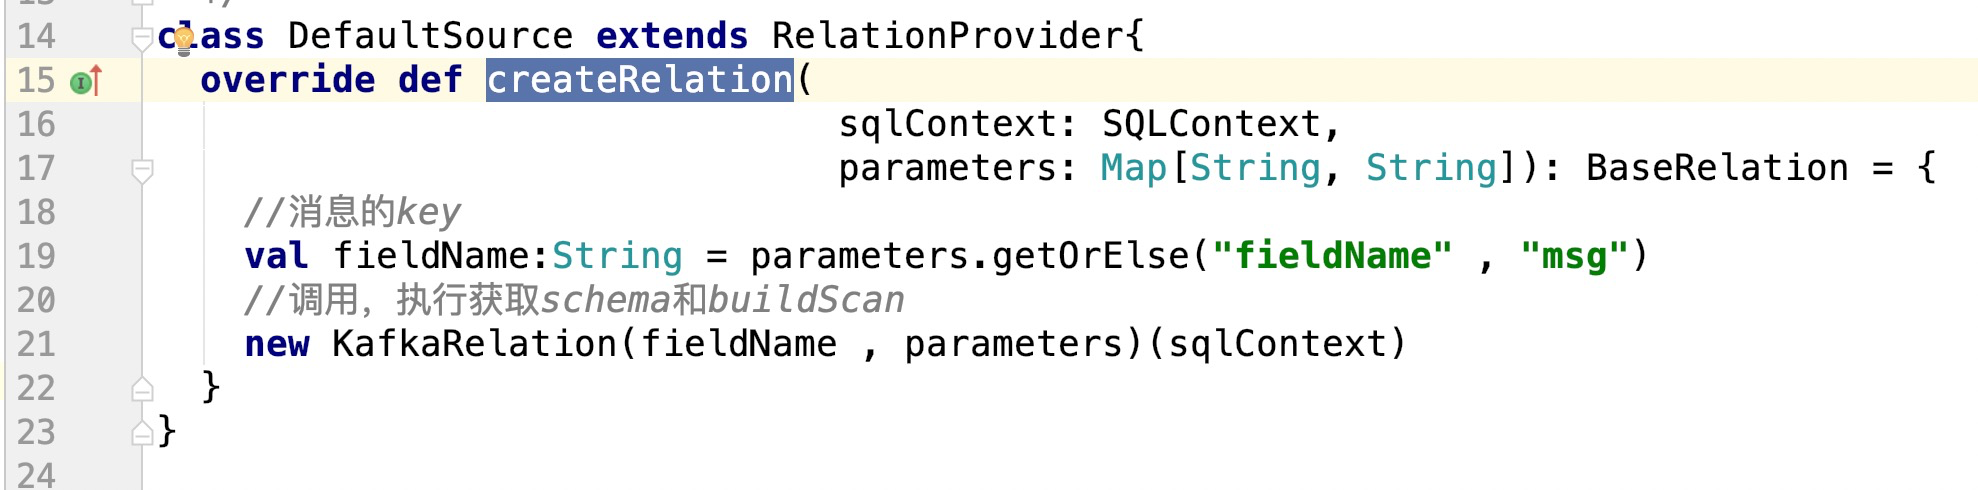 14 class DefaultSource extends RelationProvider{
15 override def createRelation(
16 sqlContext: SQLContext,
17 parameters: Map[String, String]): BaseRelation = {
18 //消息的key
19 val fieldName:String = parameters.getOrElse("fieldName" , "msg")
20 //调用，执行获取schema和buildScan
21 new KafkaRelation(fieldName , parameters)(sqlContext)
22 }
23 }
24